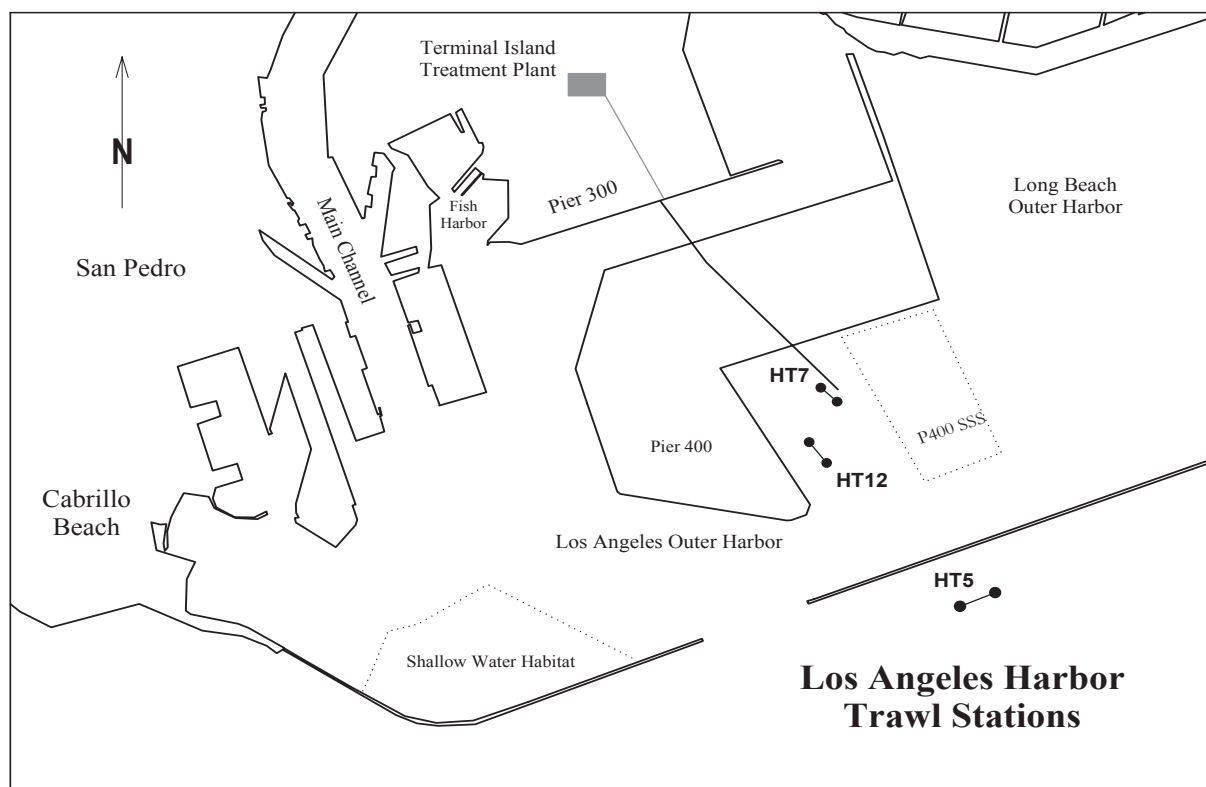 Terminal Island
Treatment Plant
N
Long Beach
Outer Harbor
Pier 300
Fish
Harbor
Main Channel
San Pedro
HT7
P400 SSS
Pier 400
HT12
Cabrillo
Beach
Los Angeles Outer Harbor
HT5
Shallow Water Habitat
Los Angeles Harbor
Trawl Stations